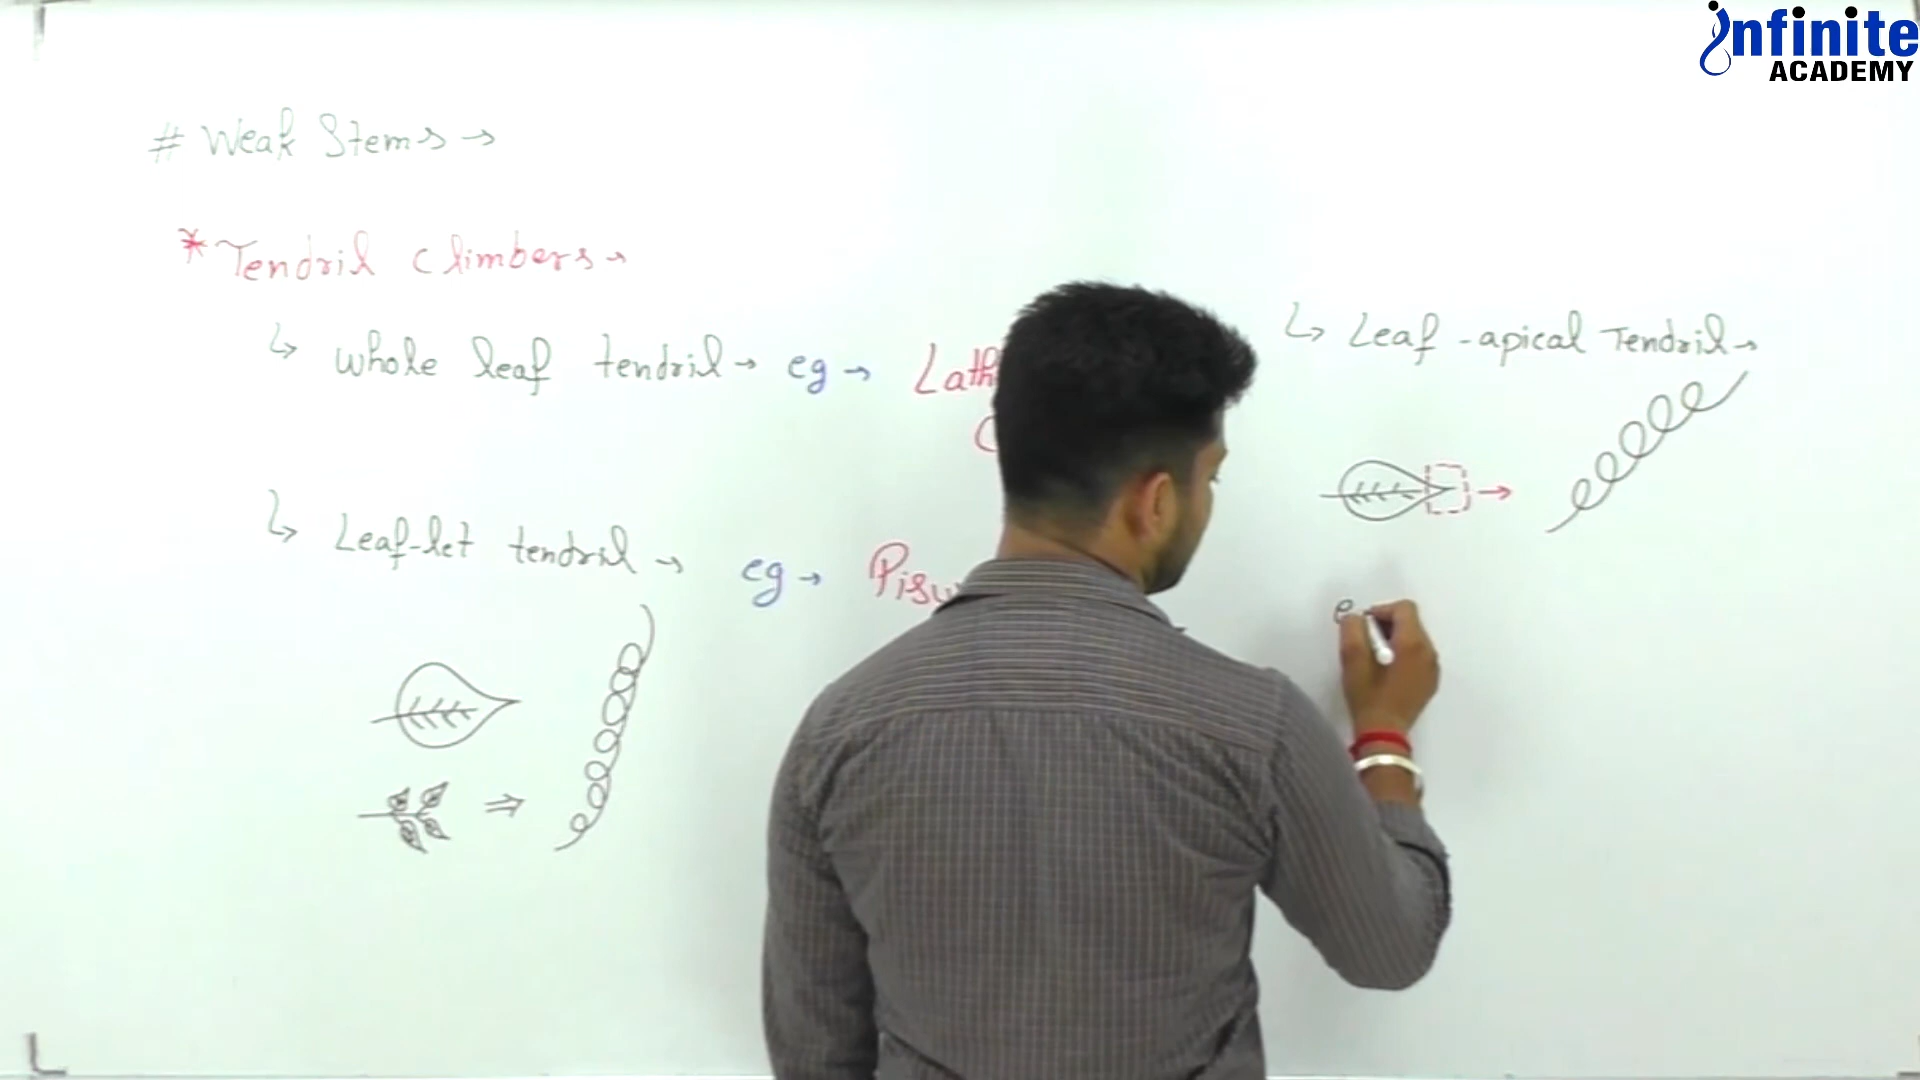 infinite
ACADEMY
# Weak Stems →
* Tendril climbers →
↳ whole leaf tendril → eg → Lath
C
↳ Leaf-let tendril → eg → Pisu
↳ Leaf-apical Tendril →
e